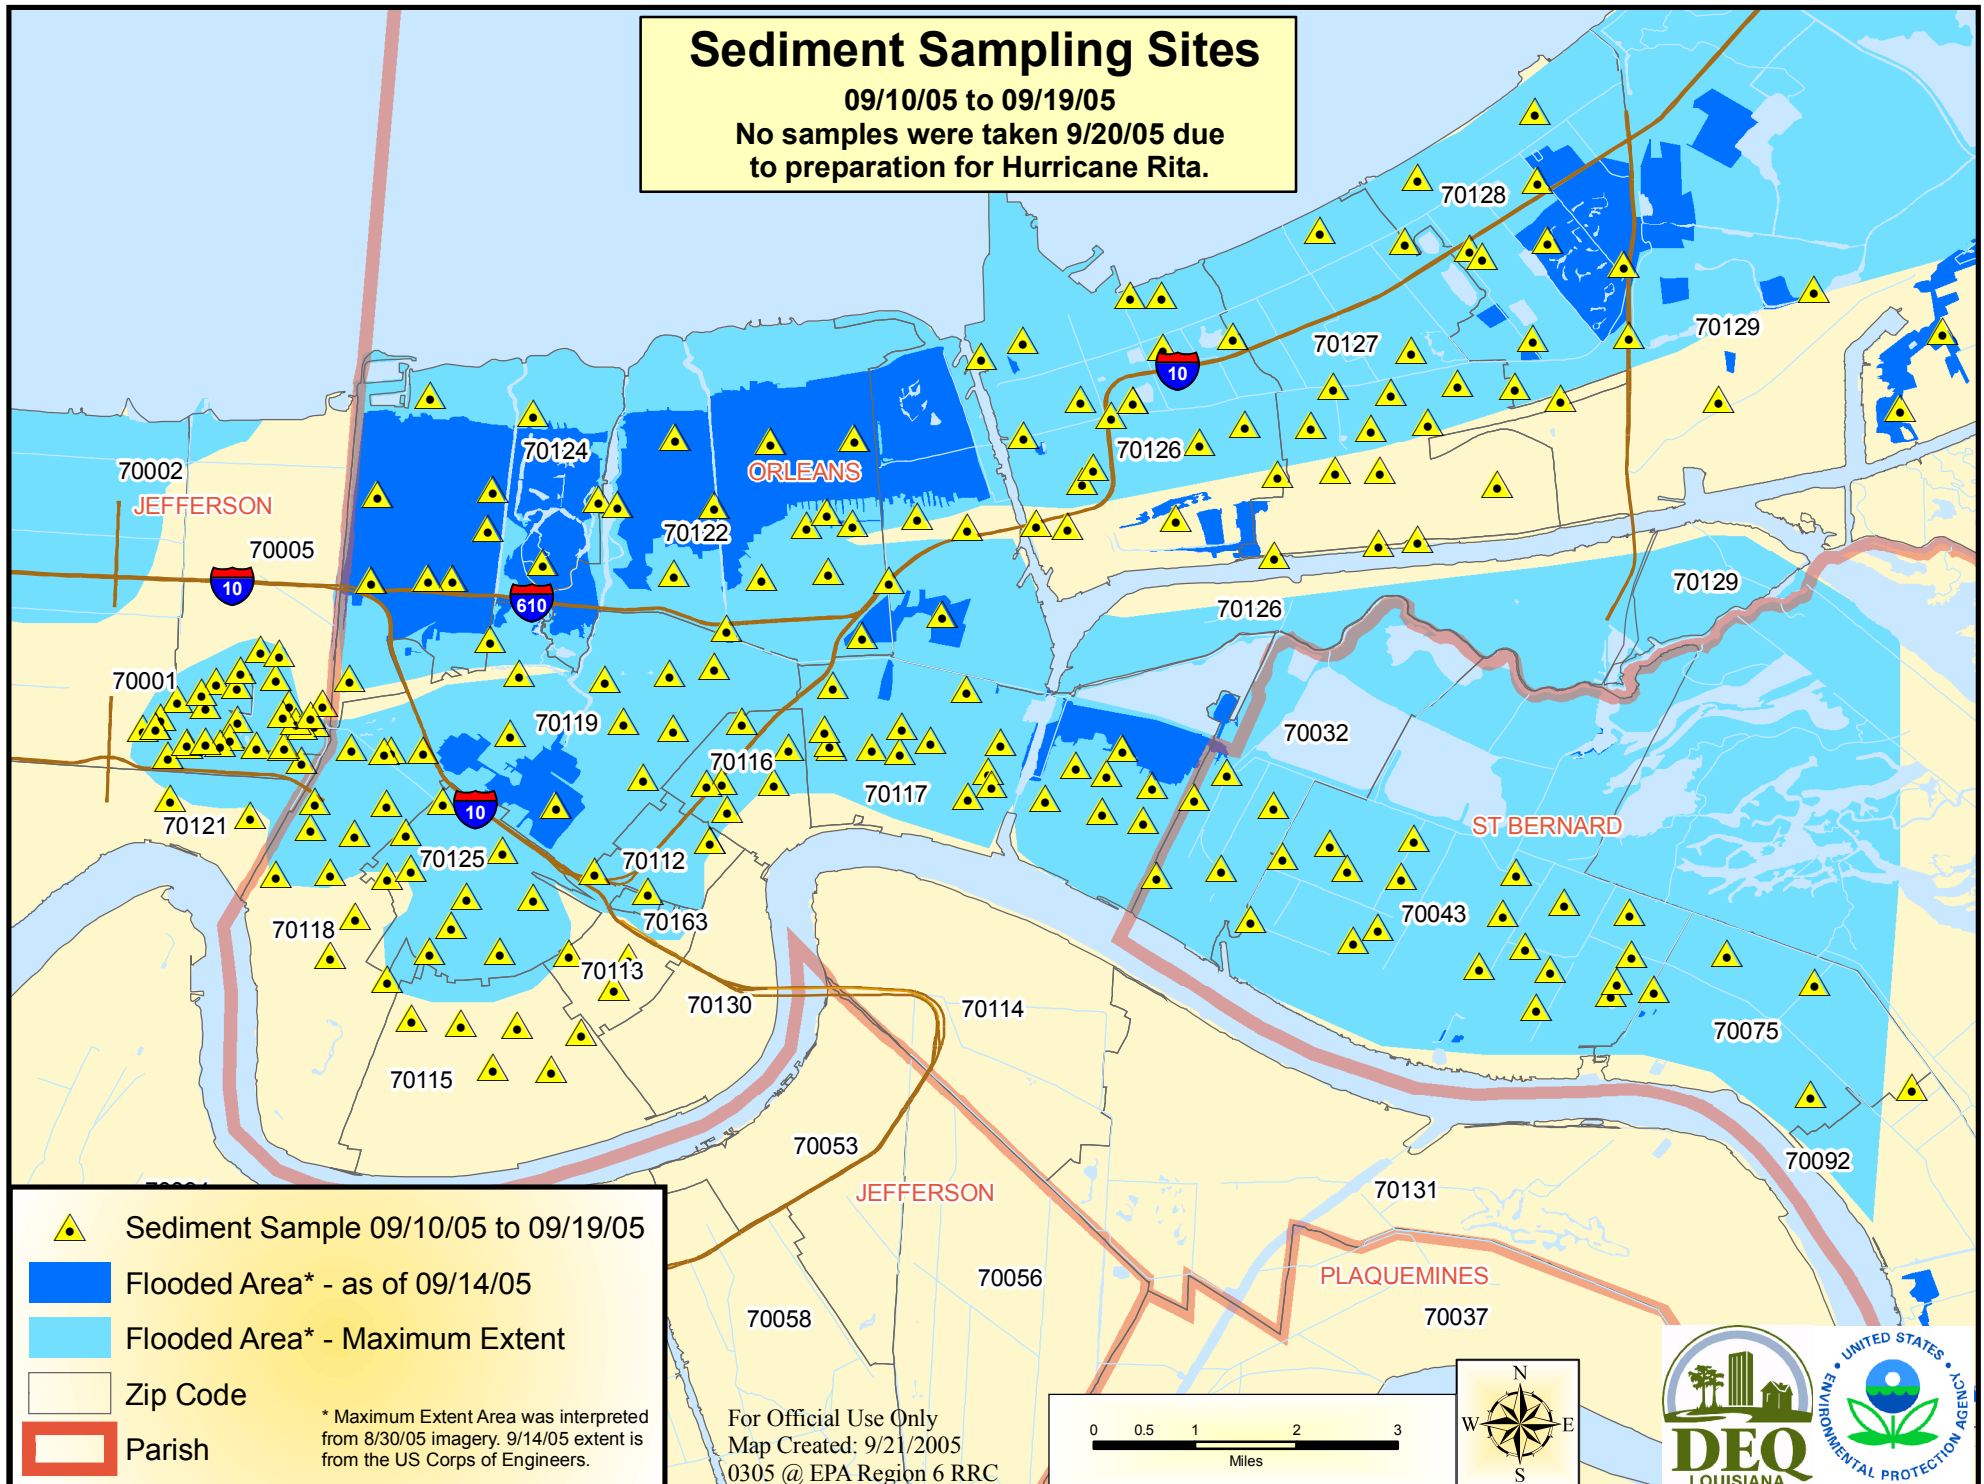 Sediment Sampling Sites
09/10/05 to 09/19/05
No samples were taken 9/20/05 due
to preparation for Hurricane Rita.
70128
70129
70127
10
70126
70124
70002
ORLEANS
JEFFERSON
70122
70005
10
610
70129
70126
70001
70119
70032
70116
70117
10
70121
ST BERNARD
70125
70112
70043
70163
70118
70113
70130
70114
70075
70115
70053
70092
70131
JEFFERSON
PLAQUEMINES
70056
70058
70037
Sediment Sample 09/10/05 to 09/19/05
Flooded Area* - as of 09/14/05
Flooded Area* - Maximum Extent
Zip Code
Parish
* Maximum Extent Area was interpreted
from 8/30/05 imagery. 9/14/05 extent is
from the US Corps of Engineers.
For Official Use Only
Map Created: 9/21/2005
0305 @ EPA Region 6 RRC
0 0.5 1 2 3
Miles
N
W E
S
DEQ
LOUISIANA
UNITED STATES
ENVIRONMENTAL PROTECTION AGENCY